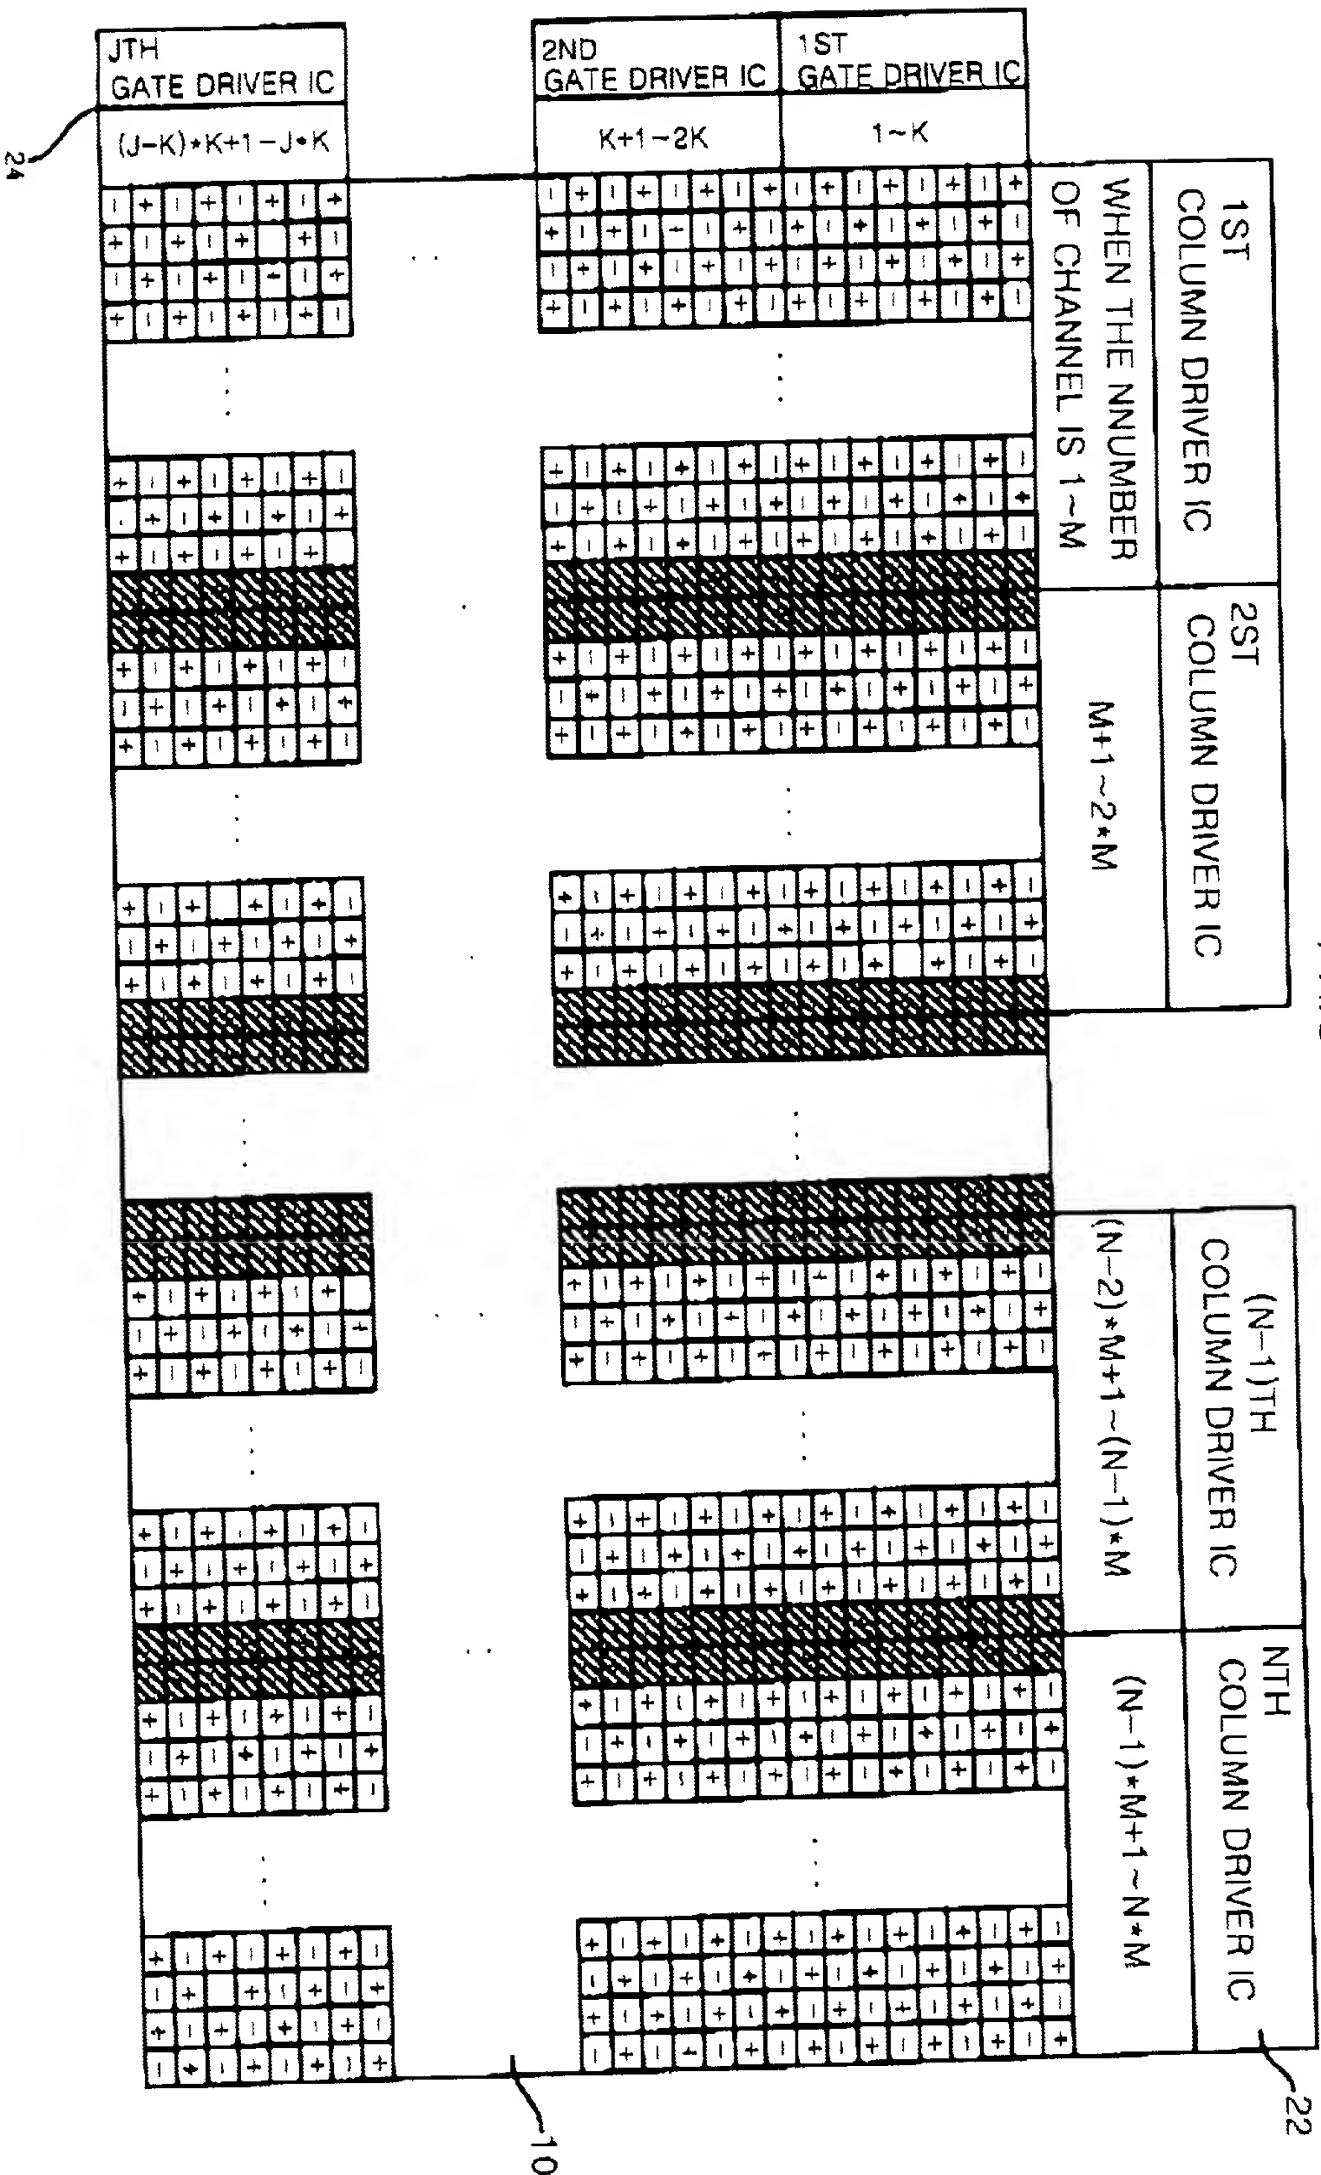 1ST
COLUMN DRIVER IC
2ST
COLUMN DRIVER IC
(N-1)TH
COLUMN DRIVER IC
NTH
COLUMN DRIVER IC
22
WHEN THE NNUMBER
OF CHANNEL IS 1~M
M+1~2*M
(N-2)*M+1~(N-1)*M
(N-1)*M+1~N*M
1ST
GATE DRIVER IC
1~K
2ND
GATE DRIVER IC
K+1~2K
JTH
GATE DRIVER IC
(J-K)*K+1-J*K
24
10